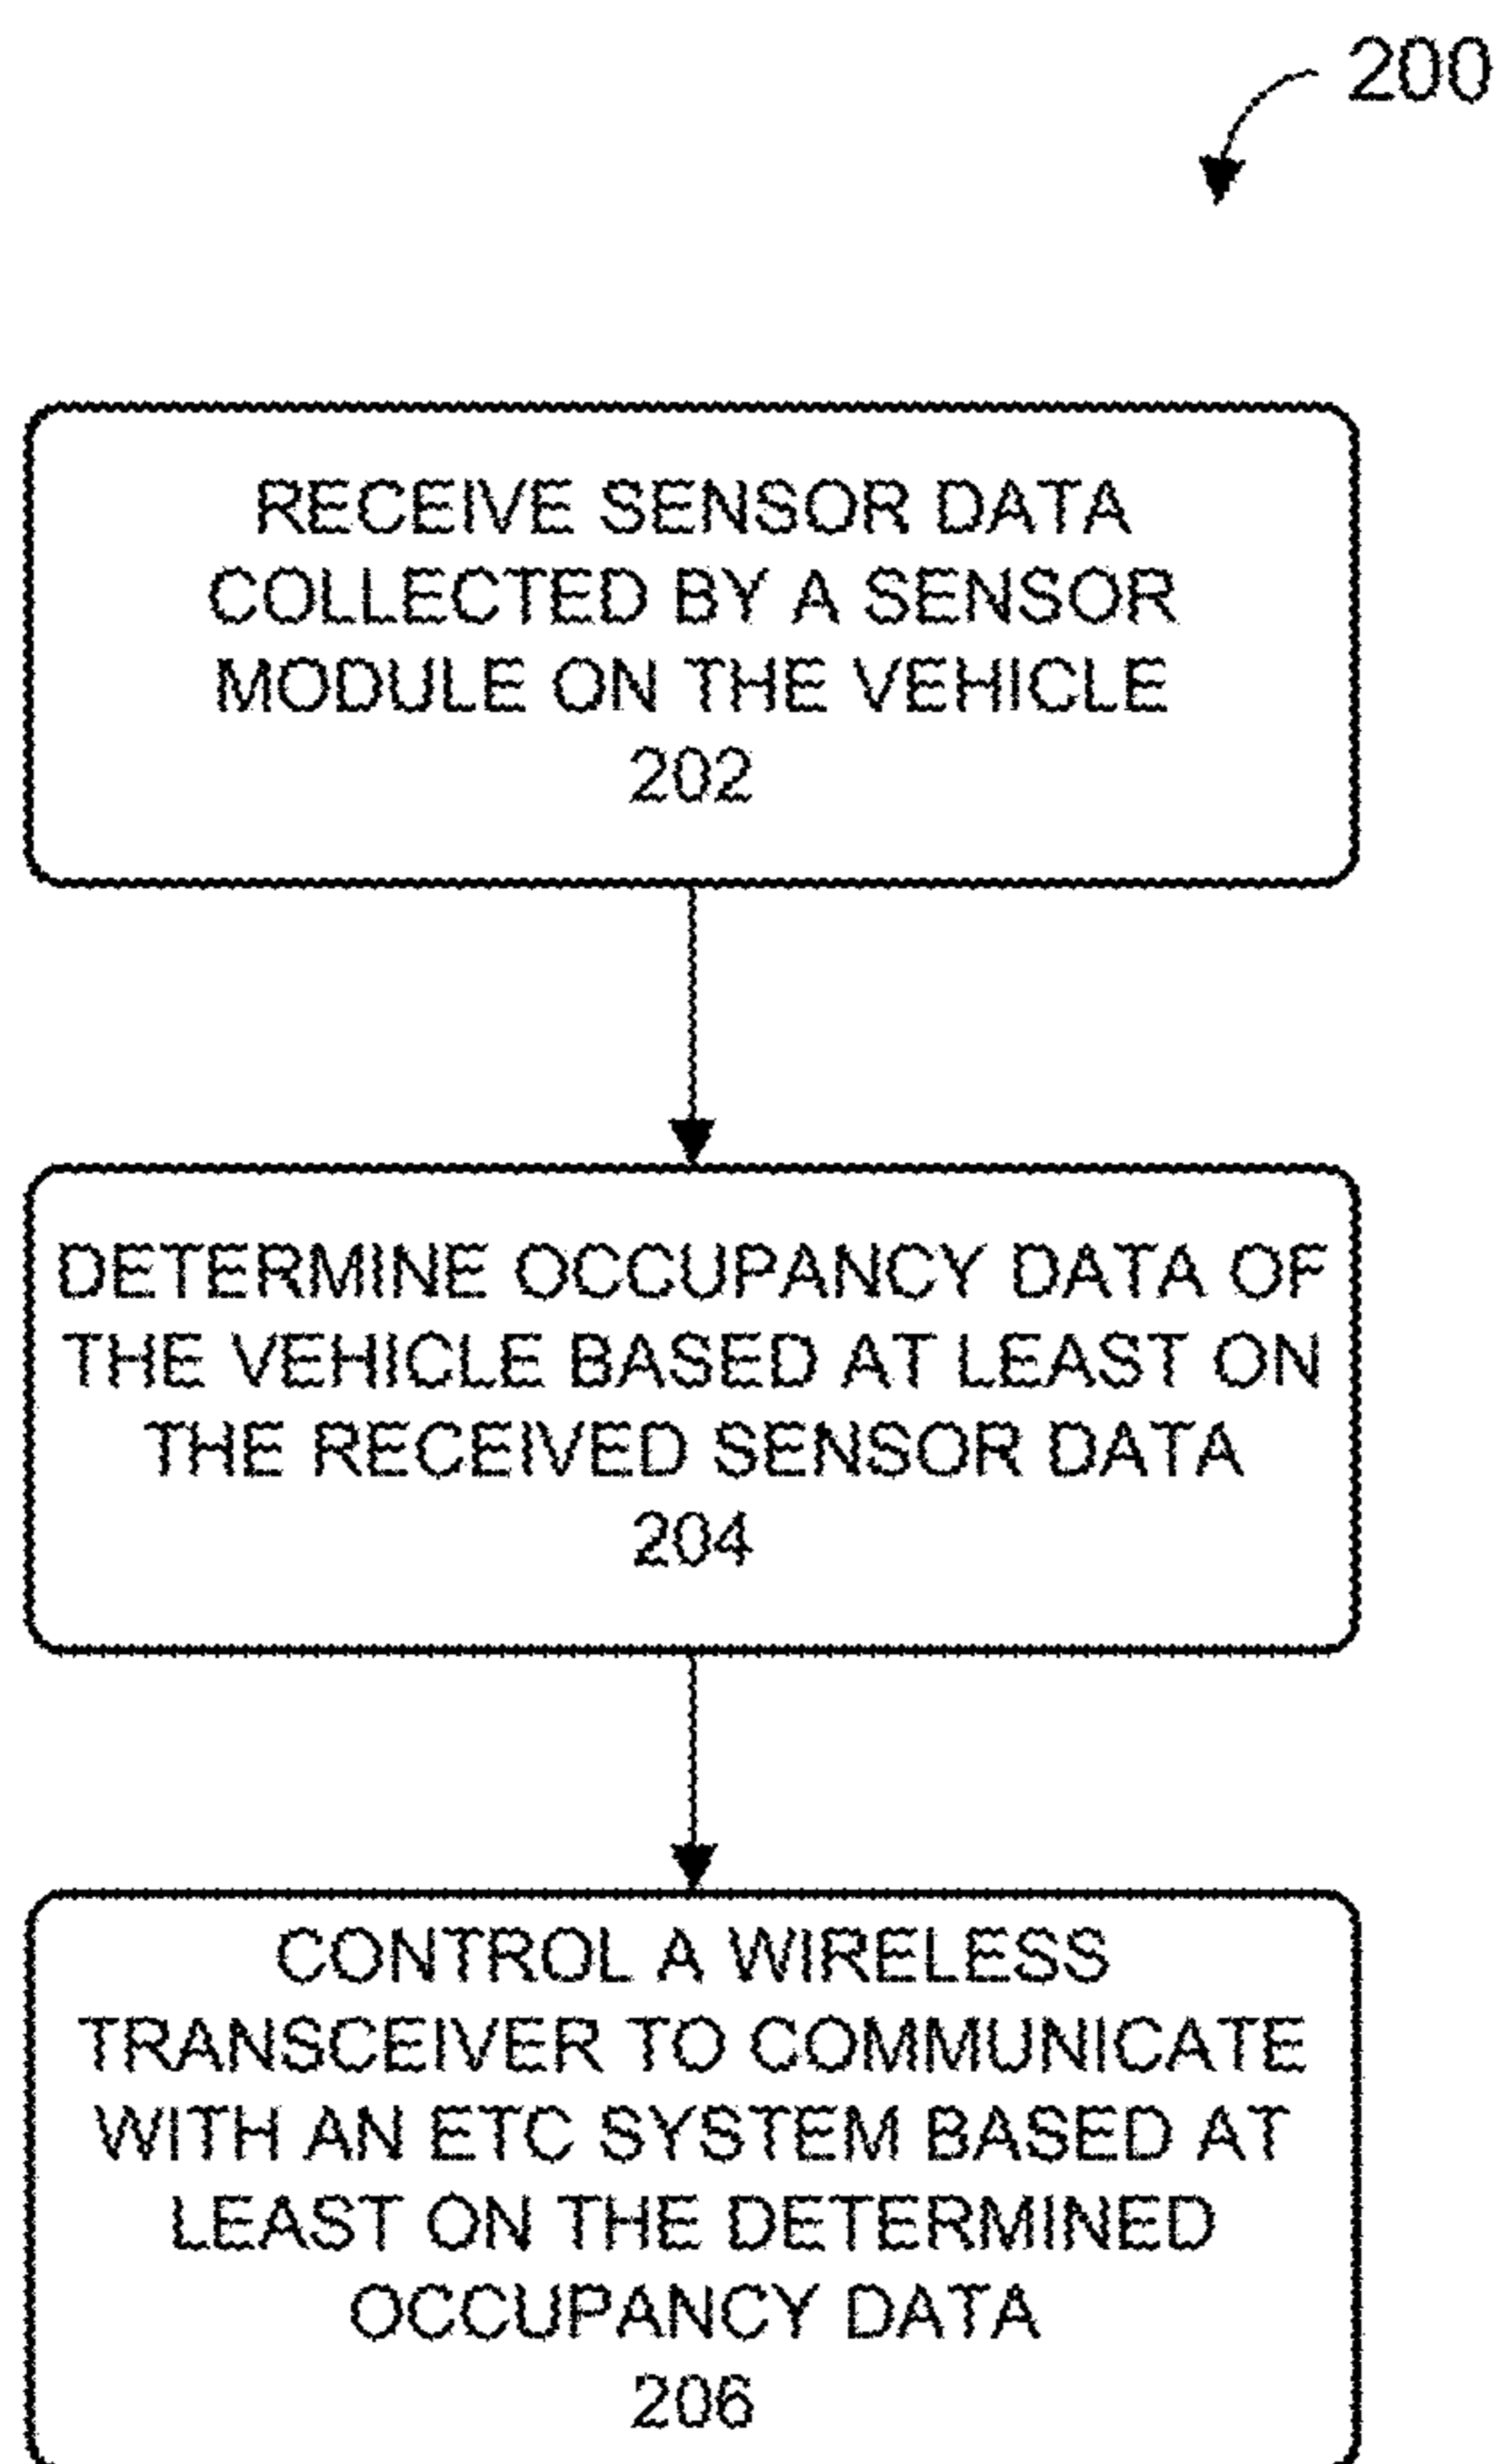 200
RECEIVE SENSOR DATA
COLLECTED BY A SENSOR
MODULE ON THE VEHICLE
202
DETERMINE OCCUPANCY DATA OF
THE VEHICLE BASED AT LEAST ON
THE RECEIVED SENSOR DATA
204
CONTROL A WIRELESS
TRANSCEIVER TO COMMUNICATE
WITH AN ETC SYSTEM BASED AT
LEAST ON THE DETERMINED
OCCUPANCY DATA
206